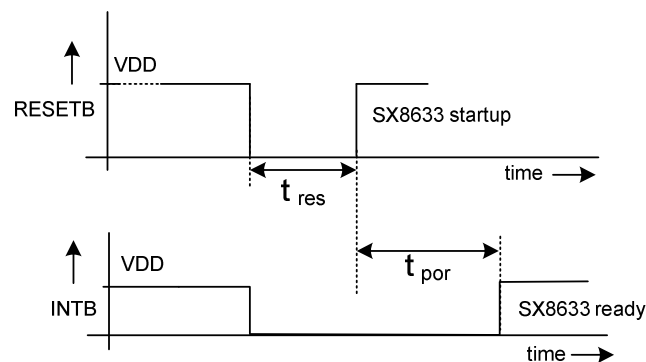 VDD
RESETB
SX8633 startup
time
t res
VDD
t por
INTB
SX8633 ready
time